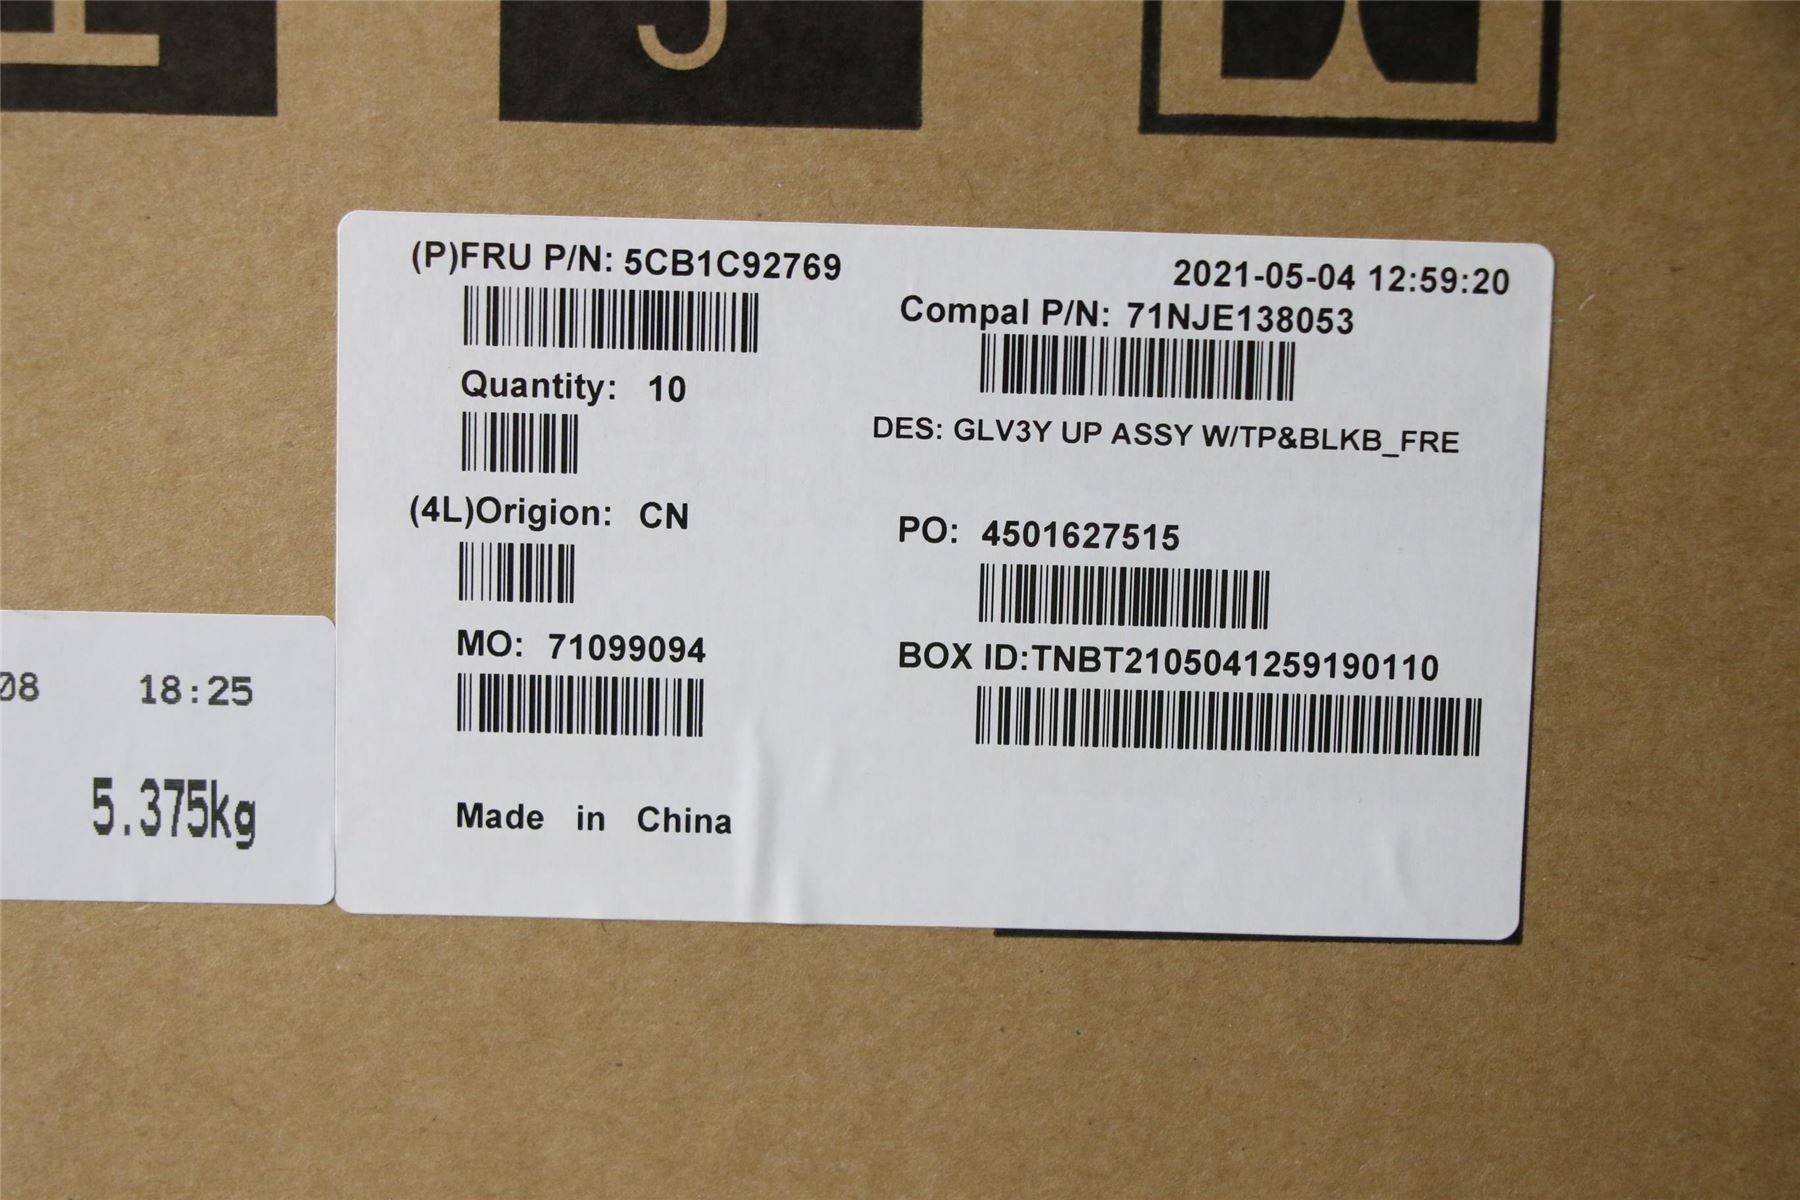 (P)FRU P/N: 5CB1C92769
2021-05-04 12:59:20
Compal P/N: 71NJE138053
Quantity: 10
DES: GLV3Y UP ASSY W/TP&BLKB_FRE
(4L)Origion: CN
PO: 4501627515
MO: 71099094
BOX ID:TNBT2105041259190110
Made in China
08 18:25
5.375kg